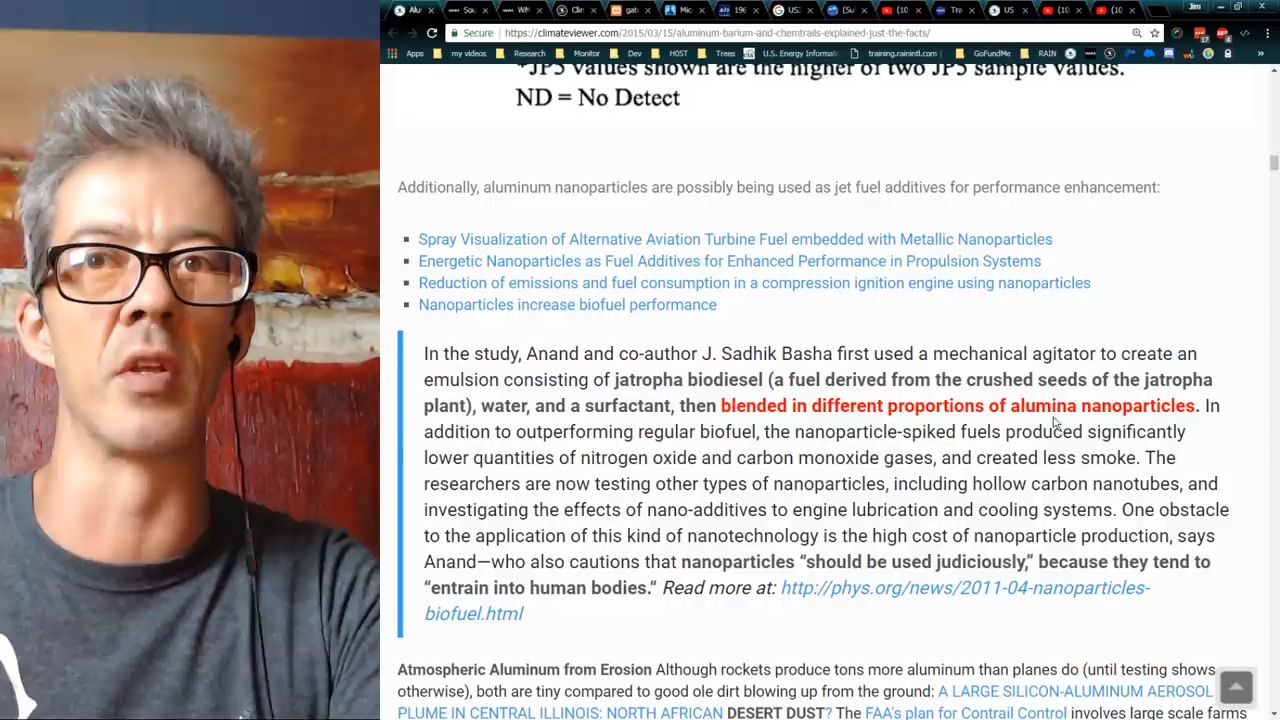 Alu
Sou
WM
Clin
gat
Mic
196
US
(Su
(10
Tra
US
(10
(10
Jim
Secure
https://climateviewer.com/2015/03/15/aluminum-barium-and-chemtrails-explained-just-the-facts/
Apps my videos Research Monitor Dev HOST Trees U.S. Energy Informati training.rainintl.com GoFundMe RAIN
*JP5 values shown are the higher of two JP5 sample values.
ND = No Detect
Additionally, aluminum nanoparticles are possibly being used as jet fuel additives for performance enhancement:
Spray Visualization of Alternative Aviation Turbine Fuel embedded with Metallic Nanoparticles
Energetic Nanoparticles as Fuel Additives for Enhanced Performance in Propulsion Systems
Reduction of emissions and fuel consumption in a compression ignition engine using nanoparticles
Nanoparticles increase biofuel performance
In the study, Anand and co-author J. Sadhik Basha first used a mechanical agitator to create an
emulsion consisting of jatropha biodiesel (a fuel derived from the crushed seeds of the jatropha
plant), water, and a surfactant, then blended in different proportions of alumina nanoparticles. In
addition to outperforming regular biofuel, the nanoparticle-spiked fuels produced significantly
lower quantities of nitrogen oxide and carbon monoxide gases, and created less smoke. The
researchers are now testing other types of nanoparticles, including hollow carbon nanotubes, and
investigating the effects of nano-additives to engine lubrication and cooling systems. One obstacle
to the application of this kind of nanotechnology is the high cost of nanoparticle production, says
Anand—who also cautions that nanoparticles “should be used judiciously,” because they tend to
“entrain into human bodies.“ Read more at: http://phys.org/news/2011-04-nanoparticles-
biofuel.html
Atmospheric Aluminum from Erosion Although rockets produce tons more aluminum than planes do (until testing shows
otherwise), both are tiny compared to good ole dirt blowing up from the ground: A LARGE SILICON-ALUMINUM AEROSOL
PLUME IN CENTRAL ILLINOIS: NORTH AFRICAN DESERT DUST? The FAA's plan for Contrail Control involves large scale farms